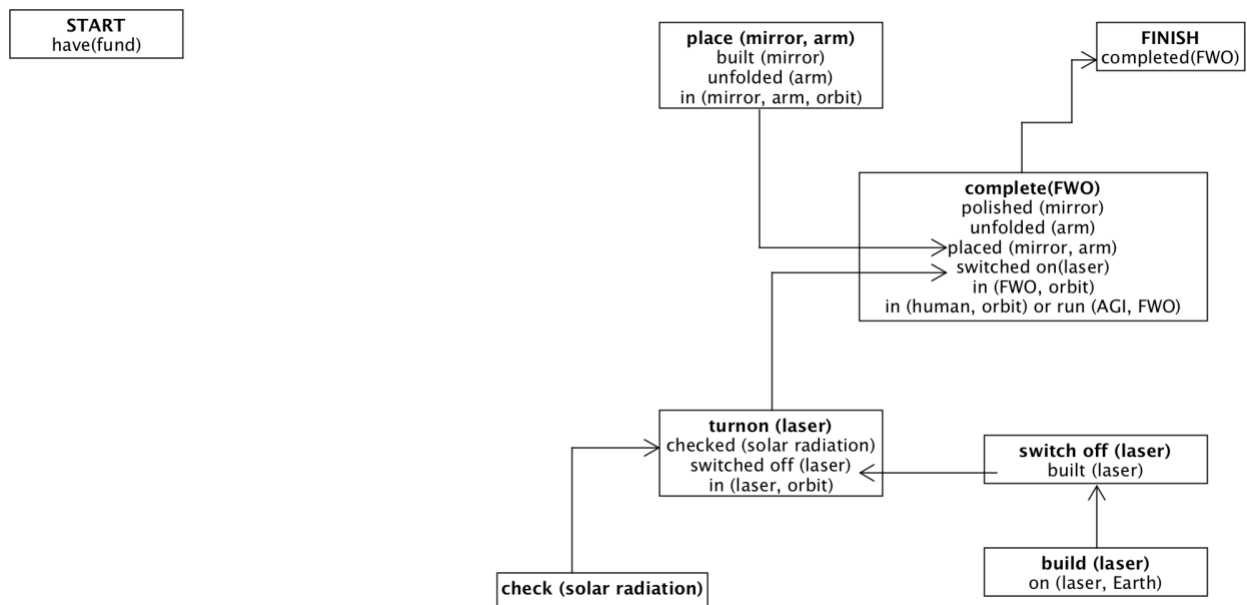 START
have(fund)
place (mirror, arm)
built (mirror)
unfolded (arm)
in (mirror, arm, orbit)
FINISH
completed(FWO)
complete(FWO)
polished (mirror)
unfolded (arm)
placed (mirror, arm)
switched on(laser)
in (FWO, orbit)
in (human, orbit) or run (AGI, FWO)
turnon (laser)
checked (solar radiation)
switched off (laser)
in (laser, orbit)
switch off (laser)
built (laser)
build (laser)
on (laser, Earth)
check (solar radiation)